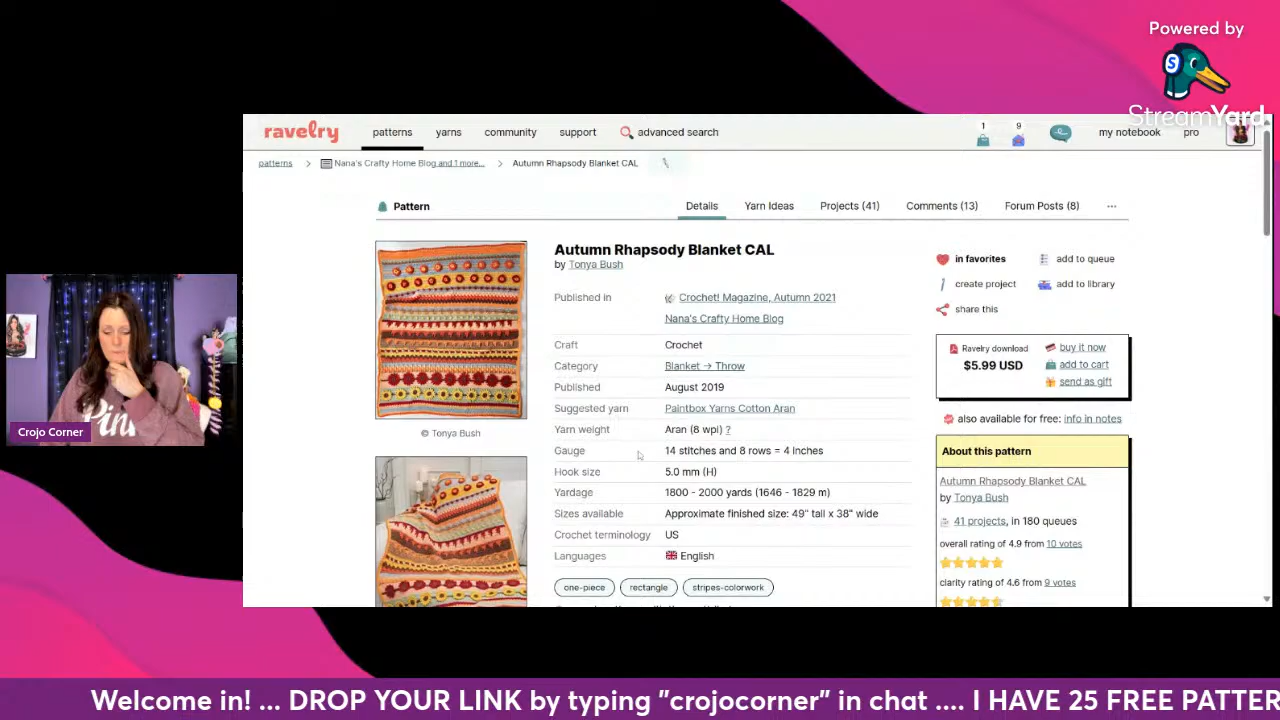 Powered by
StreamYard
ravelry
patterns yarns community support advanced search 1 9 my notebook pro
patterns > Nana's Crafty Home Blog and 1 more... > Autumn Rhapsody Blanket CAL
Pattern Details Yarn Ideas Projects (41) Comments (13) Forum Posts (8) ...
Autumn Rhapsody Blanket CAL
by Tonya Bush
Published in Crochet! Magazine, Autumn 2021
Nana's Crafty Home Blog
Craft Crochet
Category Blanket → Throw
Published August 2019
Suggested yarn Paintbox Yarns Cotton Aran
Yarn weight Aran (8 wpi) ?
Gauge 14 stitches and 8 rows = 4 inches
Hook size 5.0 mm (H)
Yardage 1800 - 2000 yards (1646 - 1829 m)
Sizes available Approximate finished size: 49" tall x 38" wide
Crochet terminology US
Languages English
one-piece rectangle stripes-colorwork
© Tonya Bush
in favorites add to queue
create project add to library
share this
Ravelry download
$5.99 USD
buy it now
add to cart
send as gift
also available for free: info in notes
About this pattern
Autumn Rhapsody Blanket CAL
by Tonya Bush
41 projects, in 180 queues
overall rating of 4.9 from 10 votes
clarity rating of 4.6 from 9 votes
Pin
Crojo Corner
Welcome in! ... DROP YOUR LINK by typing "crojocorner" in chat .... I HAVE 25 FREE PATTER